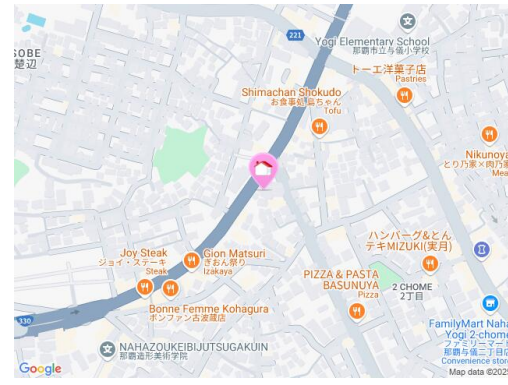 221
Yogi Elementary School
那覇市立与儀小学校
SOBE
楚辺
トーエ洋菓子店
Pastries
Shimachan Shokudo
お食事処 島ちゃん
Tofu
Nikunoya
とり乃家×肉乃
Mea
ハンバーグ&とん
テキMIZUKI(実月)
Joy Steak
ジョイ・ステーキ
Steak
Gion Matsuri
ぎおん祭り
Izakaya
PIZZA & PASTA
BASUNUYA
Pizza
2 CHOME
2丁目
Bonne Femme Kohagura
ボンファン古波蔵店
330
FamilyMart Naha
Yogi 2-chome
ファミリーマート
那覇与儀二丁目店
Convenience store
NAHAZOUKEIBIJUTSUGAKUIN
那覇造形美術学院
Google
Map data ©2025